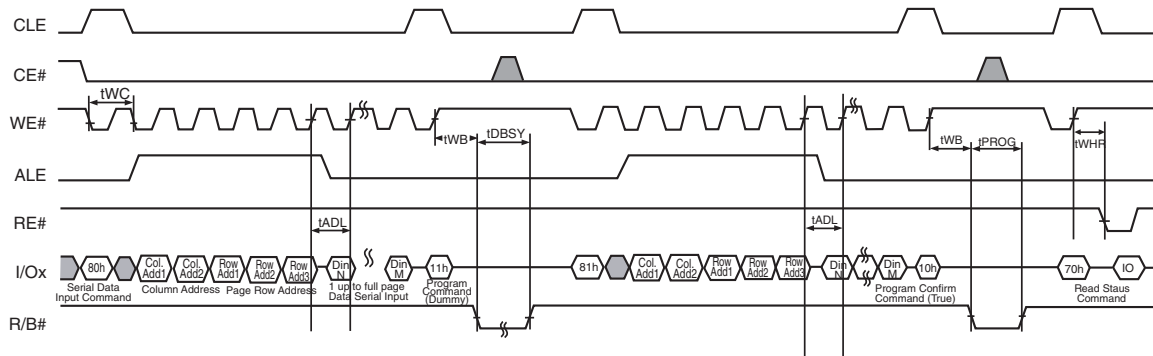 CLE
CE#
tWC
WE#
tWB
tDBSY
tWB
tPROG
tWHR
ALE
RE#
tADL
tADL
I/Ox
80h
Col. Add1
Col. Add2
Row Add1
Row Add2
Row Add3
Din N
Din M
11h
81h
Col. Add1
Col. Add2
Row Add1
Row Add2
Row Add3
Din N
Din M
10h
70h
IO
Serial Data
Input Command
Column Address
Page Row Address
1 up to full page
Data Serial Input
Program
Command
(Dummy)
Program Confirm
Command (True)
Read Staus
Command
R/B#